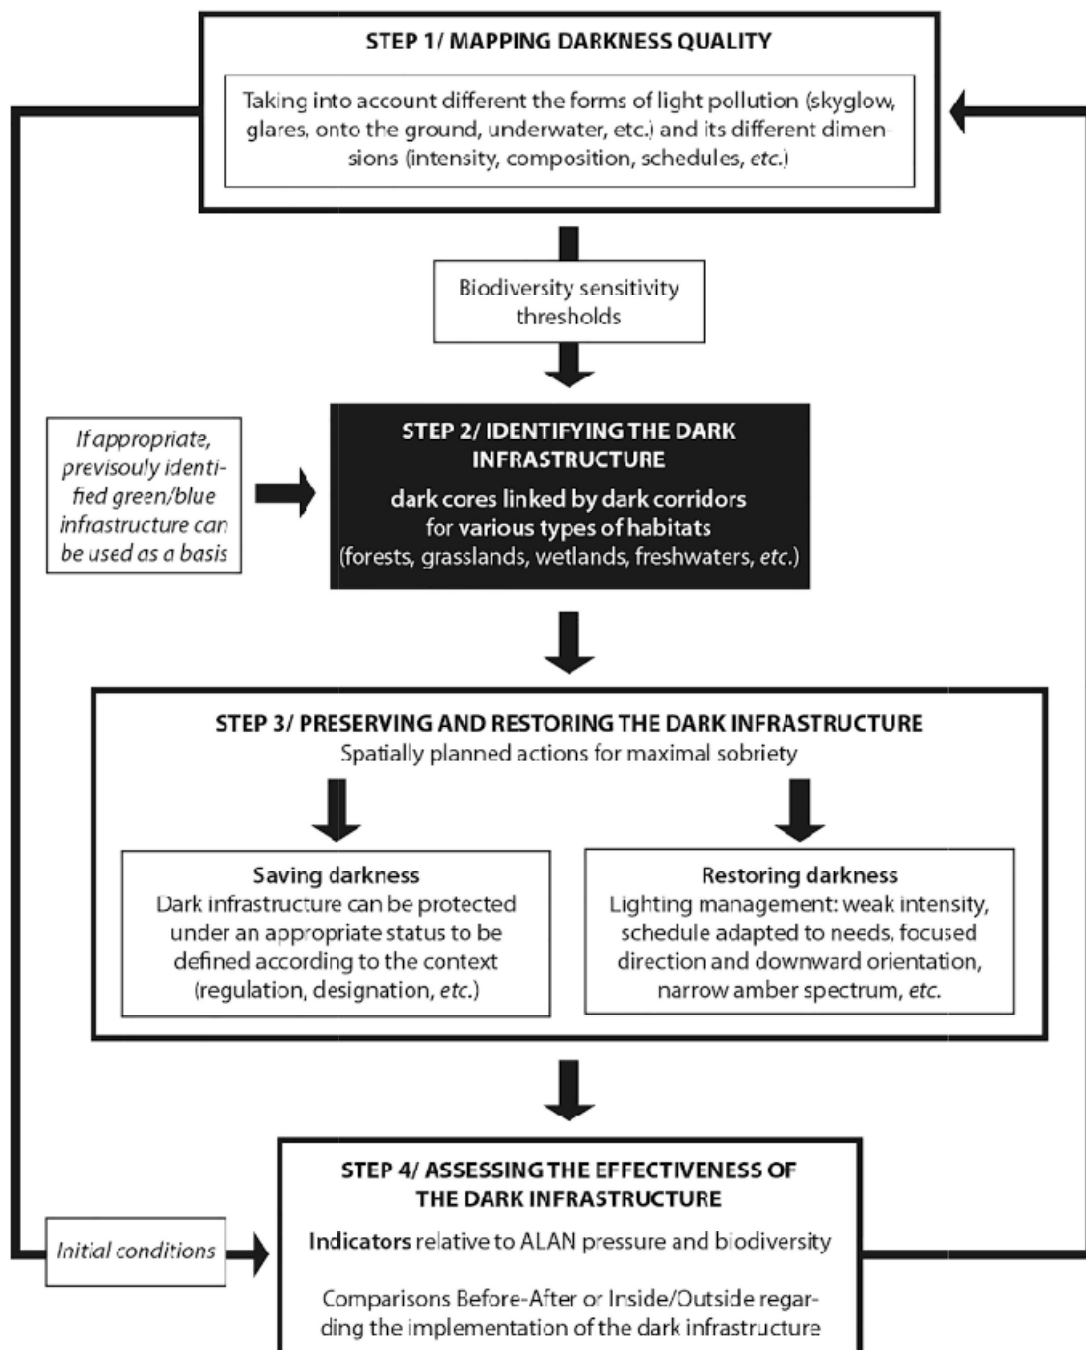 STEP 1/ MAPPING DARKNESS QUALITY
Taking into account different the forms of light pollution (skyglow,
glares, onto the ground, underwater, etc.) and its different dimen-
sions (intensity, composition, schedules, etc.)
Biodiversity sensitivity
thresholds
If appropriate,
previsouly identi-
fied green/blue
infrastructure can
be used as a basis
STEP 2/ IDENTIFYING THE DARK
INFRASTRUCTURE
dark cores linked by dark corridors
for various types of habitats
(forests, grasslands, wetlands, freshwaters, etc.)
STEP 3/ PRESERVING AND RESTORING THE DARK INFRASTRUCTURE
Spatially planned actions for maximal sobriety
Saving darkness
Dark infrastructure can be protected
under an appropriate status to be
defined according to the context
(regulation, designation, etc.)
Restoring darkness
Lighting management: weak intensity,
schedule adapted to needs, focused
direction and downward orientation,
narrow amber spectrum, etc.
Initial conditions
STEP 4/ ASSESSING THE EFFECTIVENESS OF
THE DARK INFRASTRUCTURE
Indicators relative to ALAN pressure and biodiversity
Comparisons Before-After or Inside/Outside regar-
ding the implementation of the dark infrastructure